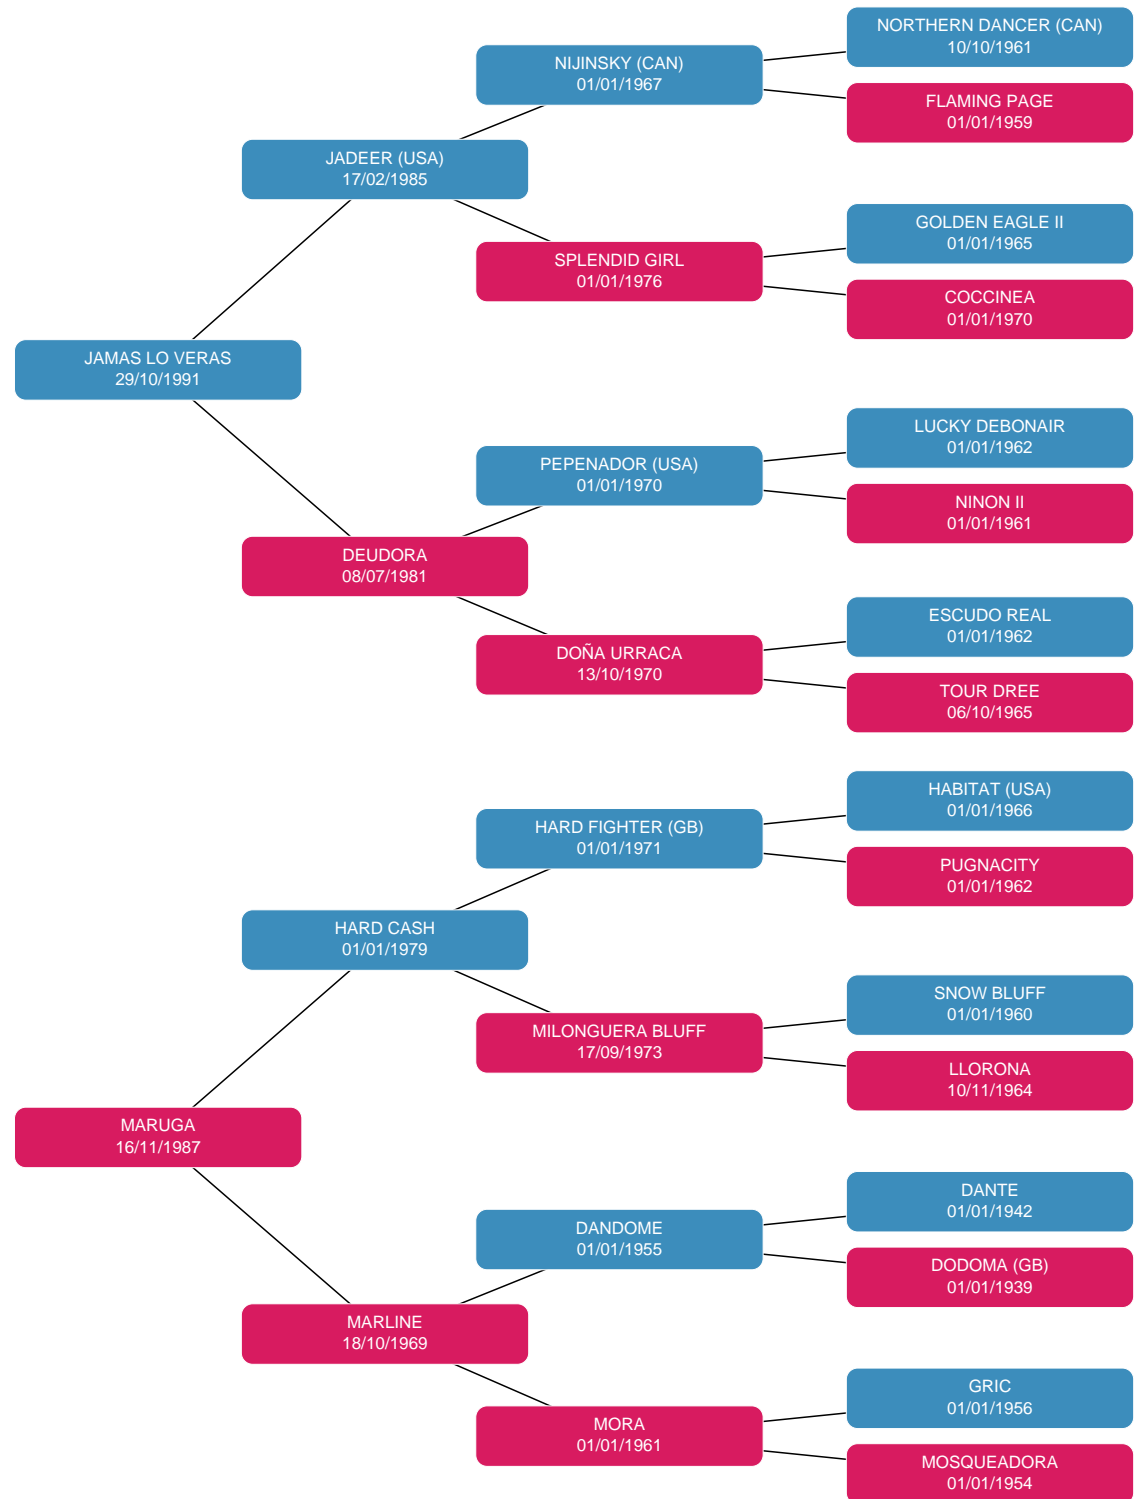 NORTHERN DANCER (CAN)
10/10/1961
NIJINSKY (CAN)
01/01/1967
FLAMING PAGE
01/01/1959
JADEER (USA)
17/02/1985
GOLDEN EAGLE II
01/01/1965
SPLENDID GIRL
01/01/1976
COCCINEA
01/01/1970
JAMAS LO VERAS
29/10/1991
LUCKY DEBONAIR
01/01/1962
PEPENADOR (USA)
01/01/1970
NINON II
01/01/1961
DEUDORA
08/07/1981
ESCUDO REAL
01/01/1962
DOÑA URRACA
13/10/1970
TOUR DREE
06/10/1965
HABITAT (USA)
01/01/1966
HARD FIGHTER (GB)
01/01/1971
PUGNACITY
01/01/1962
HARD CASH
01/01/1979
SNOW BLUFF
01/01/1960
MILONGUERA BLUFF
17/09/1973
LLORONA
10/11/1964
MARUGA
16/11/1987
DANTE
01/01/1942
DANDOME
01/01/1955
DODOMA (GB)
01/01/1939
MARLINE
18/10/1969
GRIC
01/01/1956
MORA
01/01/1961
MOSQUEADORA
01/01/1954